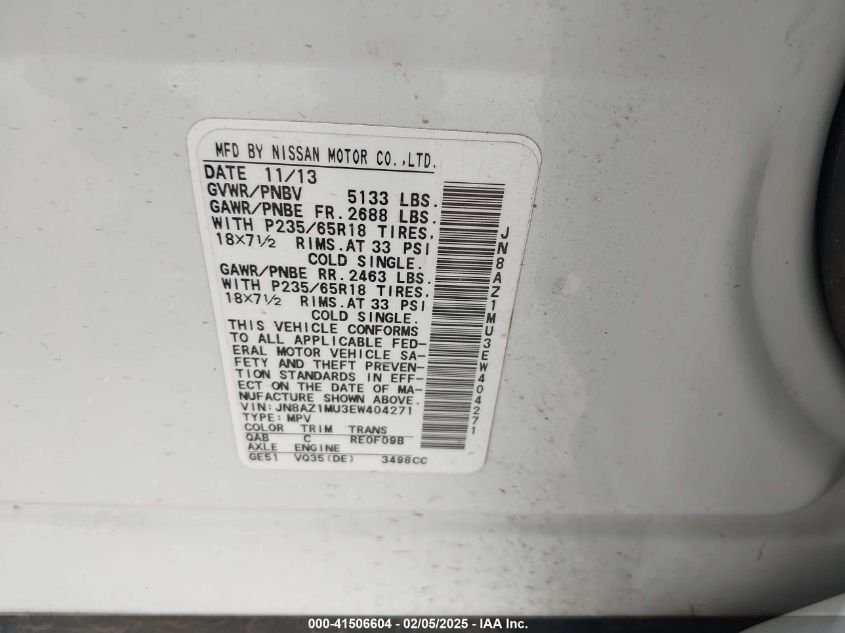 MFD BY NISSAN MOTOR CO.,LTD.
DATE 11/13
GVWR/PNBV 5133 LBS.
GAWR/PNBE FR. 2688 LBS.
WITH P235/65R18 TIRES.
18×7½ RIMS.AT 33 PSI
COLD SINGLE.
GAWR/PNBE RR. 2463 LBS.
WITH P235/65R18 TIRES.
18×7½ RIMS.AT 33 PSI
COLD SINGLE.
THIS VEHICLE CONFORMS
TO ALL APPLICABLE FED-
ERAL MOTOR VEHICLE SA-
FETY AND THEFT PREVEN-
TION STANDARDS IN EFF-
ECT ON THE DATE OF MA-
NUFACTURE SHOWN ABOVE.
VIN: JN8AZ1MU3EW404271
TYPE: MPV
COLOR TRIM TRANS
QAB C RE0F09B
AXLE ENGINE
GE51 VQ35(DE) 3498CC
JN8AZ1MU3EW404271
000-41506604 - 02/05/2025 - IAA Inc.